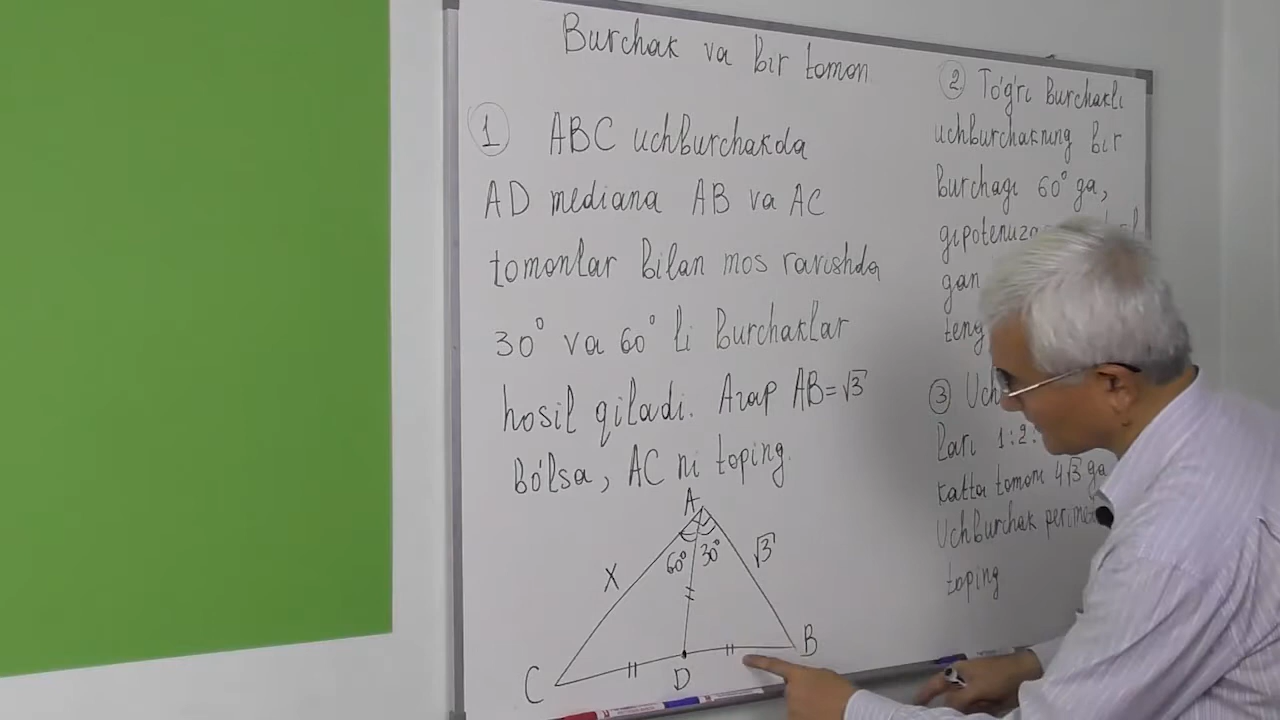 Burchak va bir tomon
1 ABC uchburchakda
AD mediana AB va AC
tomonlar bilan mos ravishda
30° va 60° li burchaklar
hosil qiladi. Agap AB=√3
bo'lsa, AC ni toping.
A
60° 30°
X
√3
C
D
B
2 To'g'ri burchakli
uchburchakning bir
burchagi 60° ga,
gipotenuza
gan
teng
3 Uch
lari 1:2:
katta tomoni 4√3 ga
Uchburchak
toping